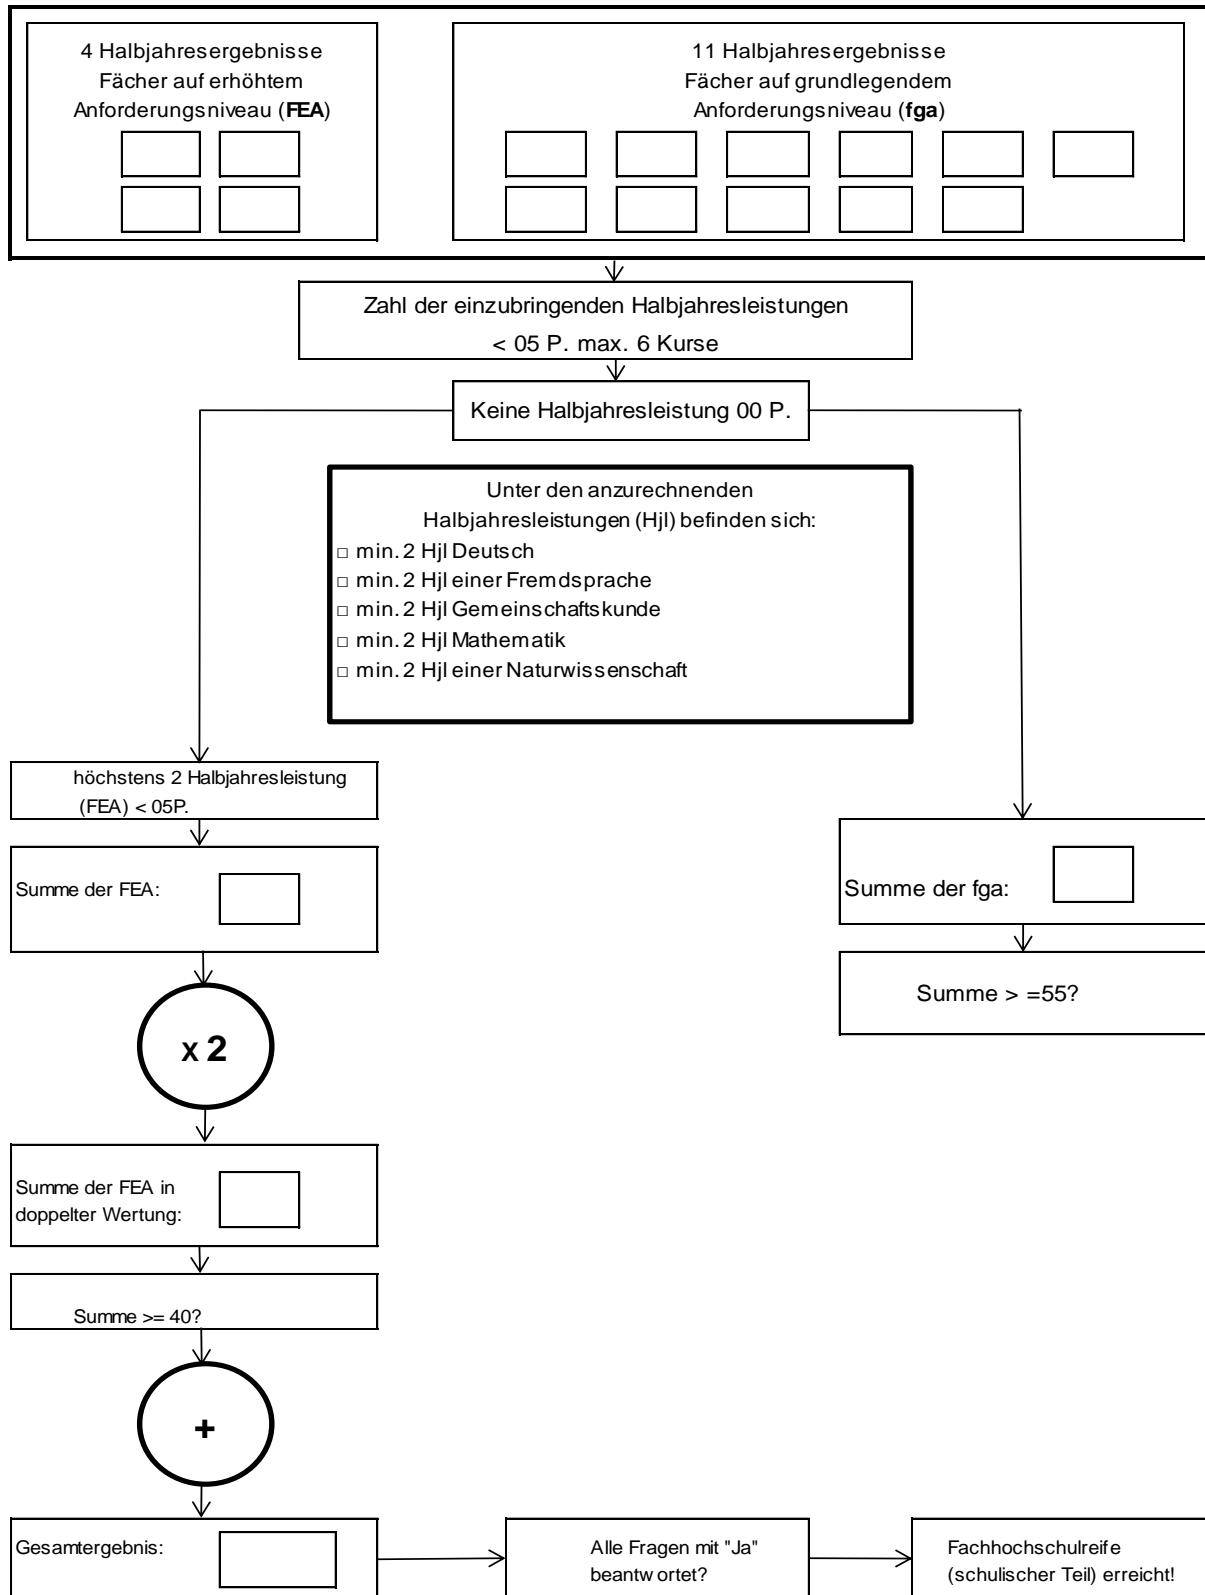 4 Halbjahresergebnisse
Fächer auf erhöhtem
Anforderungsniveau (FEA)
11 Halbjahresergebnisse
Fächer auf grundlegendem
Anforderungsniveau (fga)
Zahl der einzubringenden Halbjahresleistungen
< 05 P. max. 6 Kurse
Keine Halbjahresleistung 00 P.
Unter den anzurechnenden
Halbjahresleistungen (Hjl) befinden sich:
□ min. 2 Hjl Deutsch
□ min. 2 Hjl einer Fremdsprache
□ min. 2 Hjl Gemeinschaftskunde
□ min. 2 Hjl Mathematik
□ min. 2 Hjl einer Naturwissenschaft
höchstens 2 Halbjahresleistung
(FEA) < 05P.
Summe der FEA:
Summe der fga:
Summe > =55?
x 2
Summe der FEA in
doppelter Wertung:
Summe >= 40?
+
Gesamtergebnis:
Alle Fragen mit "Ja"
beantwortet?
Fachhochschulreife
(schulischer Teil) erreicht!